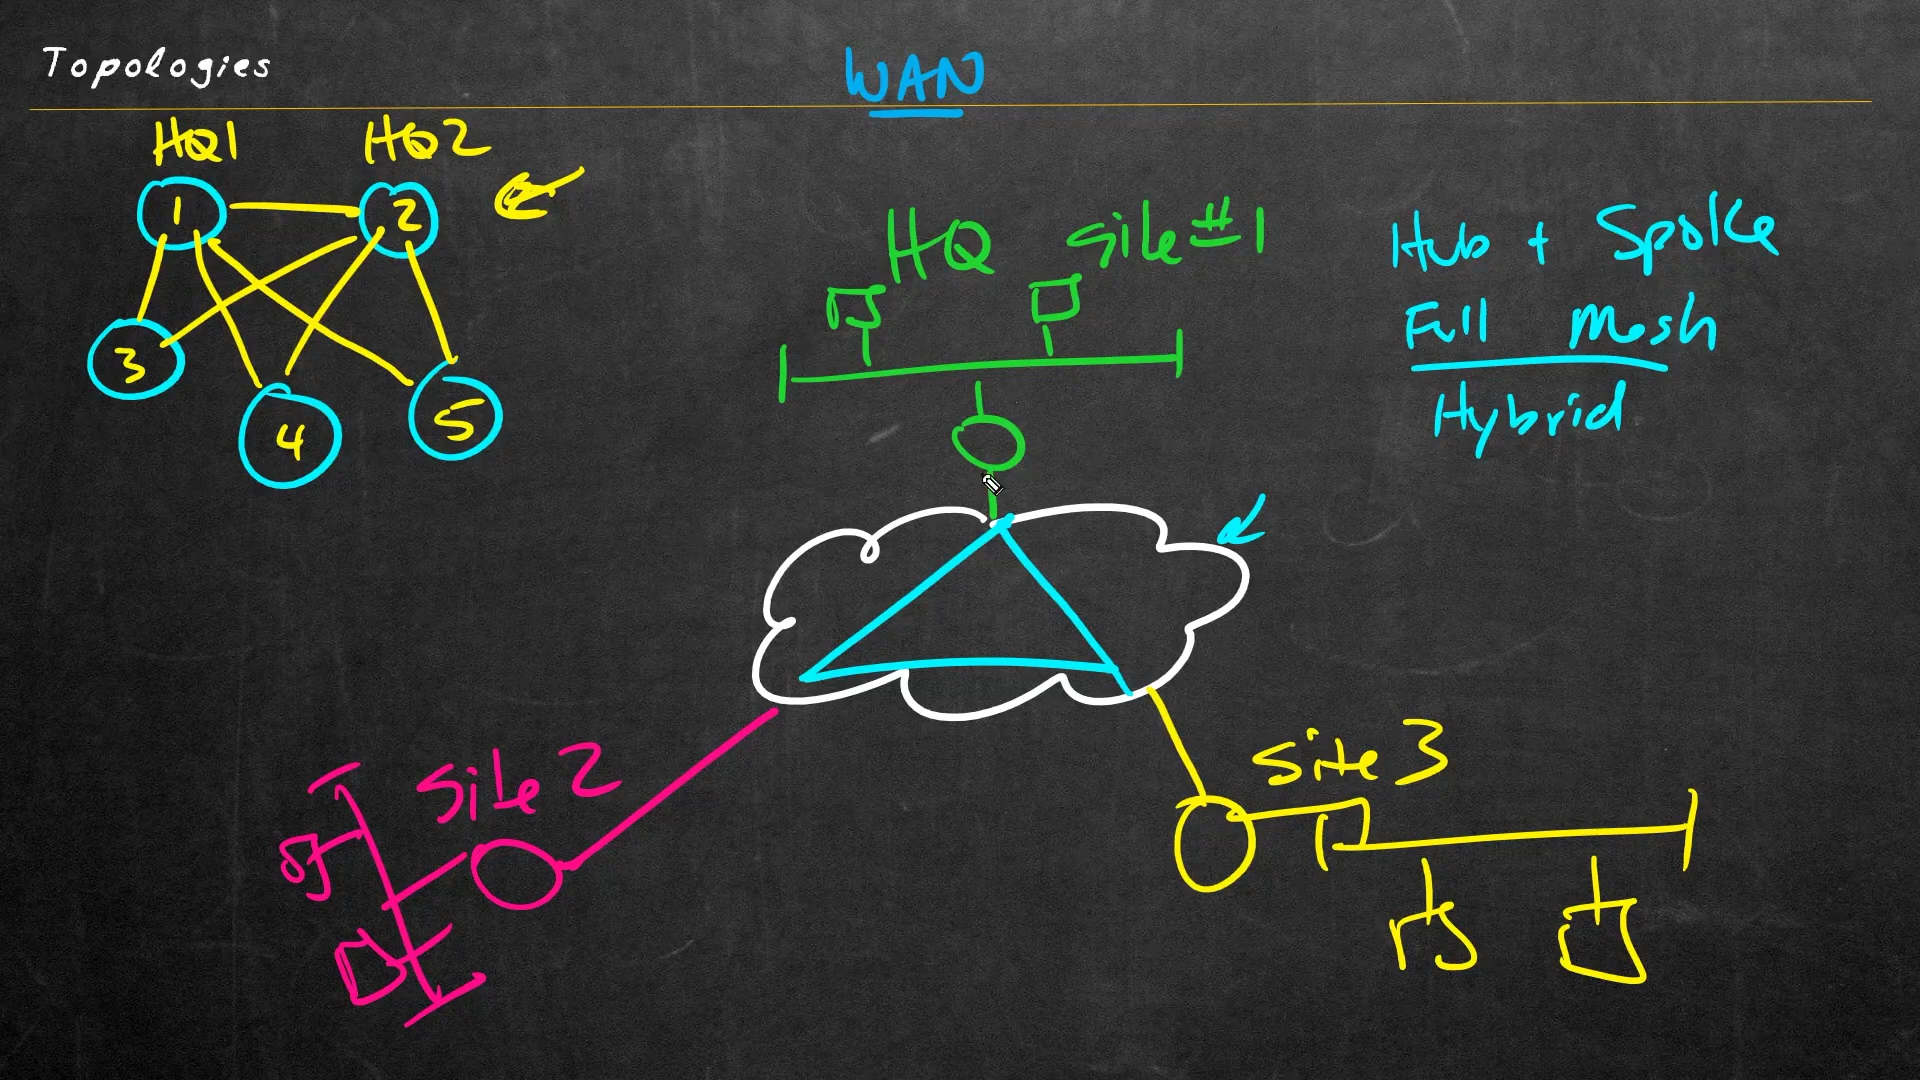 Topologies
WAN
HQ1 HQ2
1 2
3
4
5
HQ Site #1
Hub + Spoke
Full Mesh
Hybrid
Site 2
Site 3